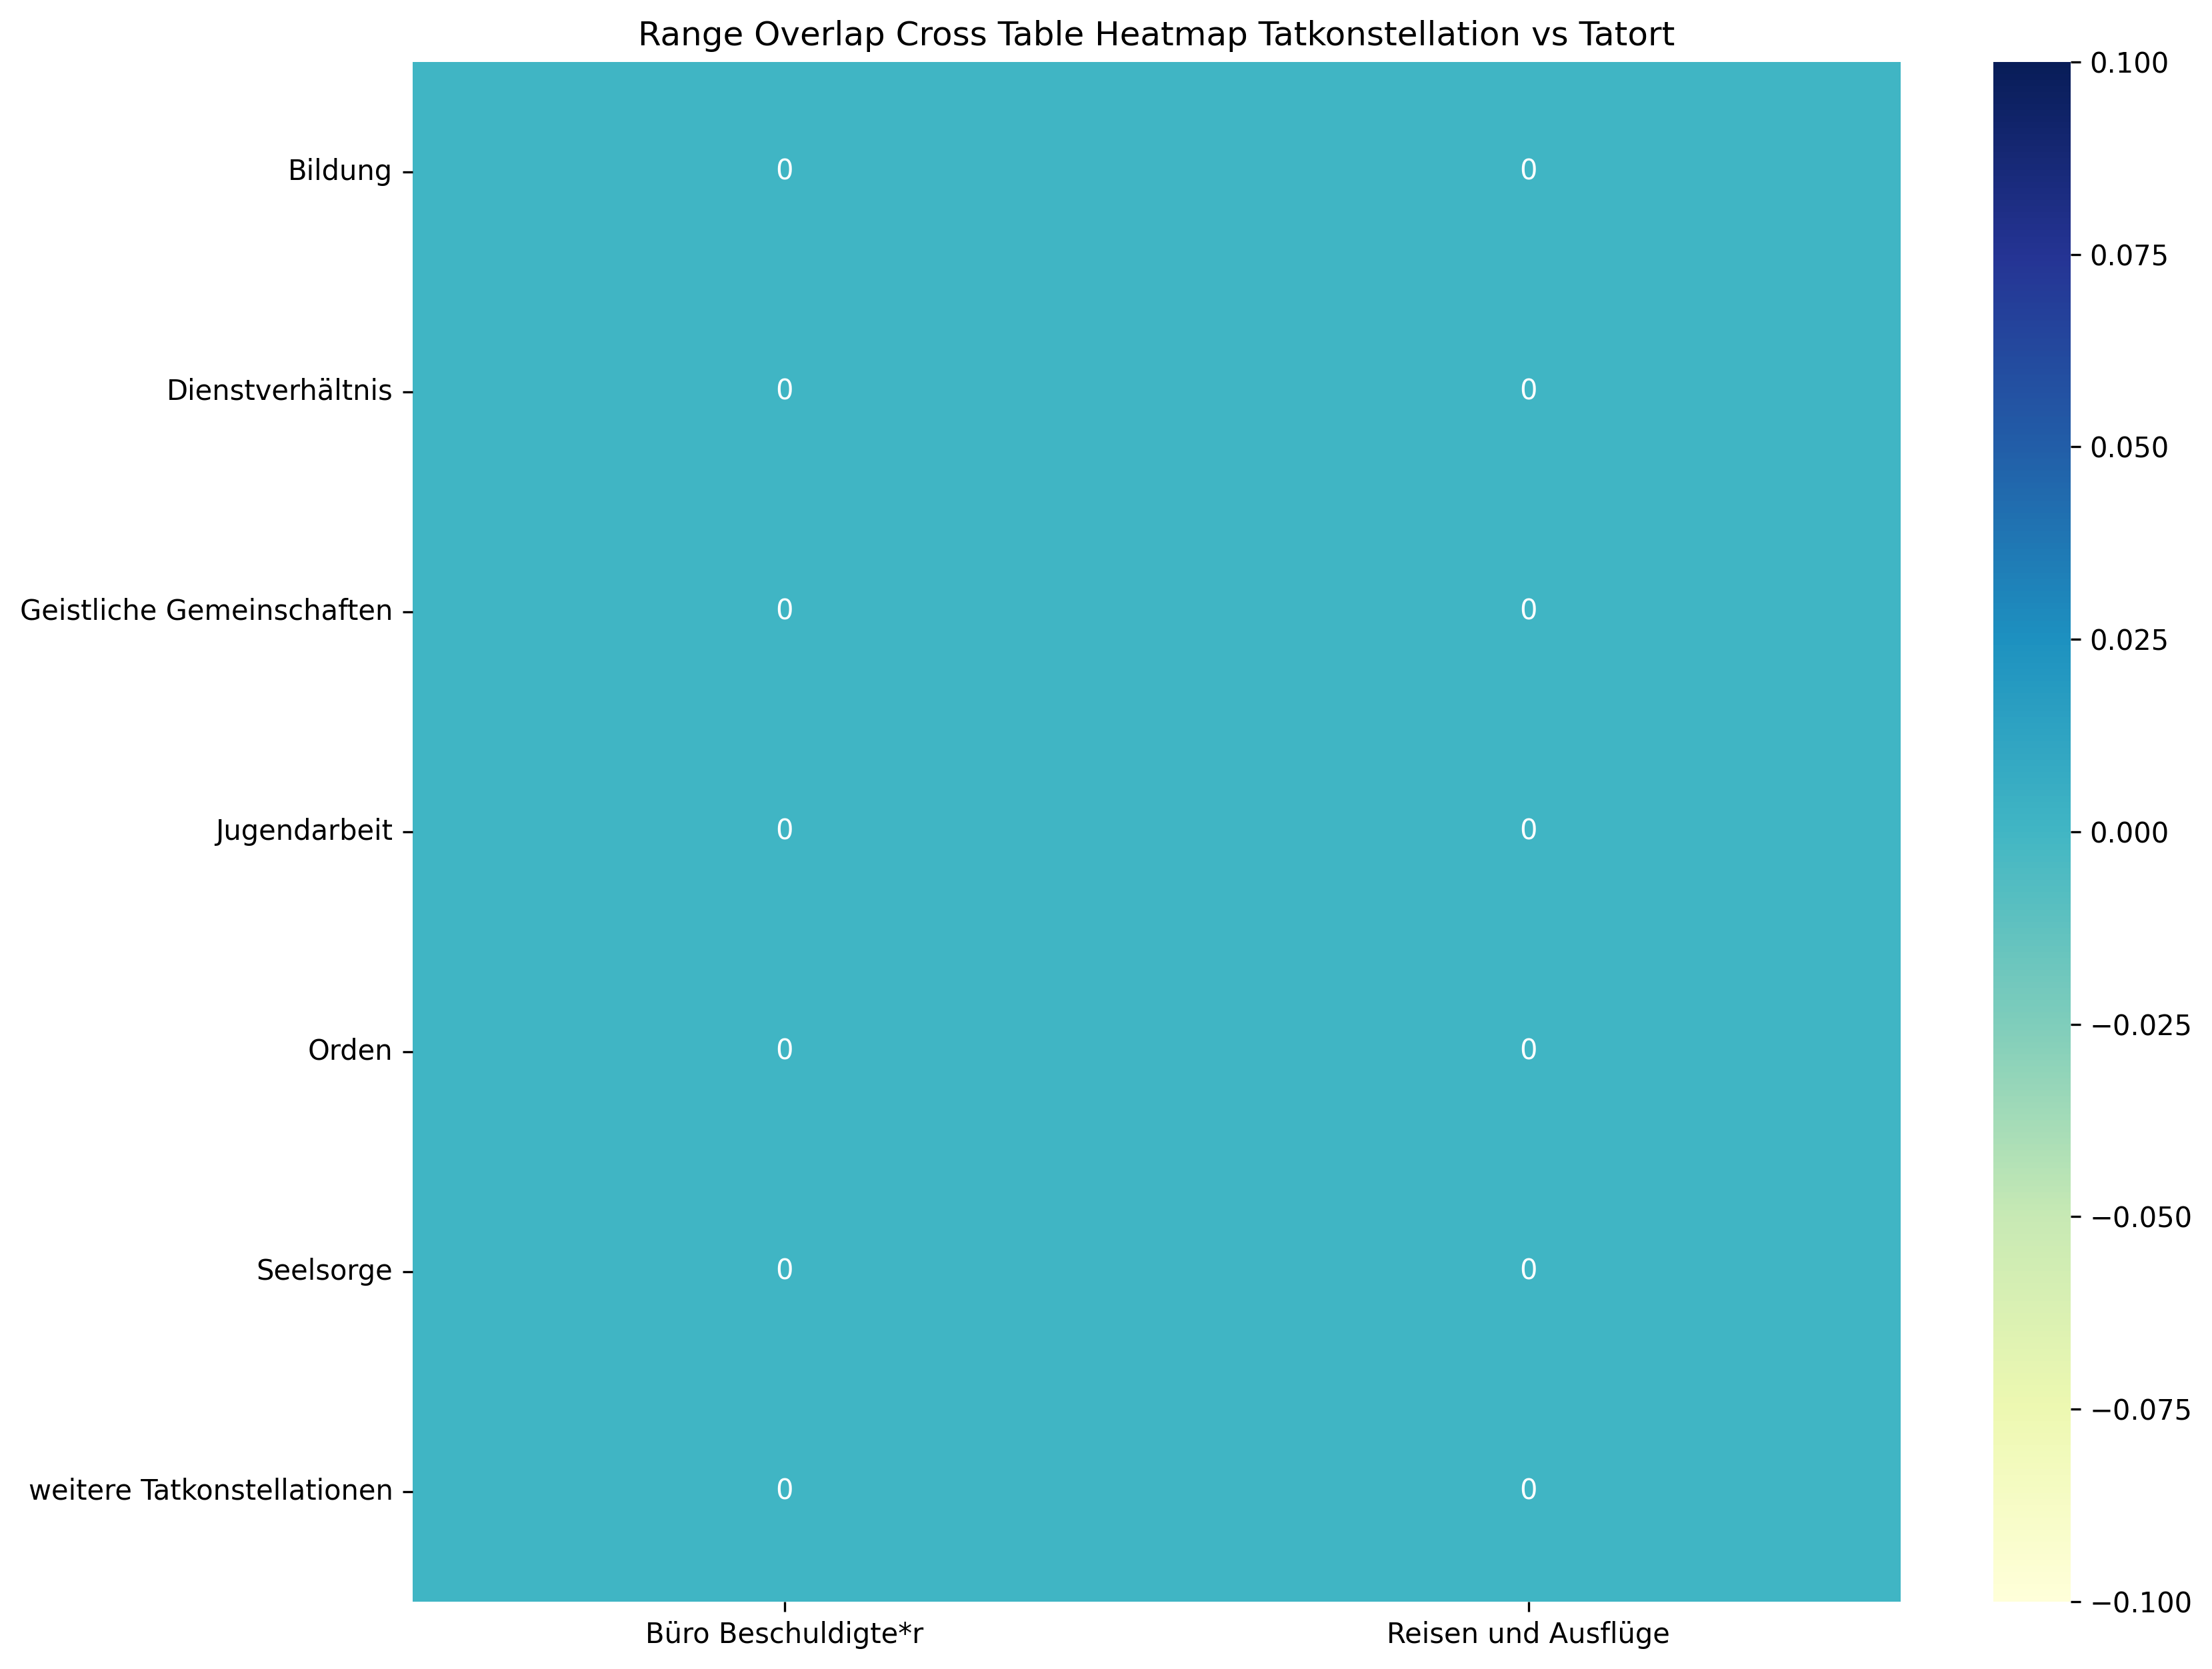 Range Overlap Cross Table Heatmap Tatkonstellation vs Tatort
Bildung 0 0
Dienstverhältnis 0 0
Geistliche Gemeinschaften 0 0
Jugendarbeit 0 0
Orden 0 0
Seelsorge 0 0
weitere Tatkonstellationen 0 0
Büro Beschuldigte*r Reisen und Ausflüge
0.100
0.075
0.050
0.025
0.000
−0.025
−0.050
−0.075
−0.100